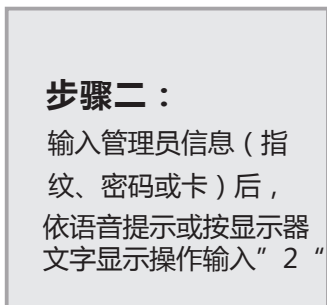 步骤二：
输入管理员信息（指
纹、密码或卡）后，
依语音提示或按显示器
文字显示操作输入”2“